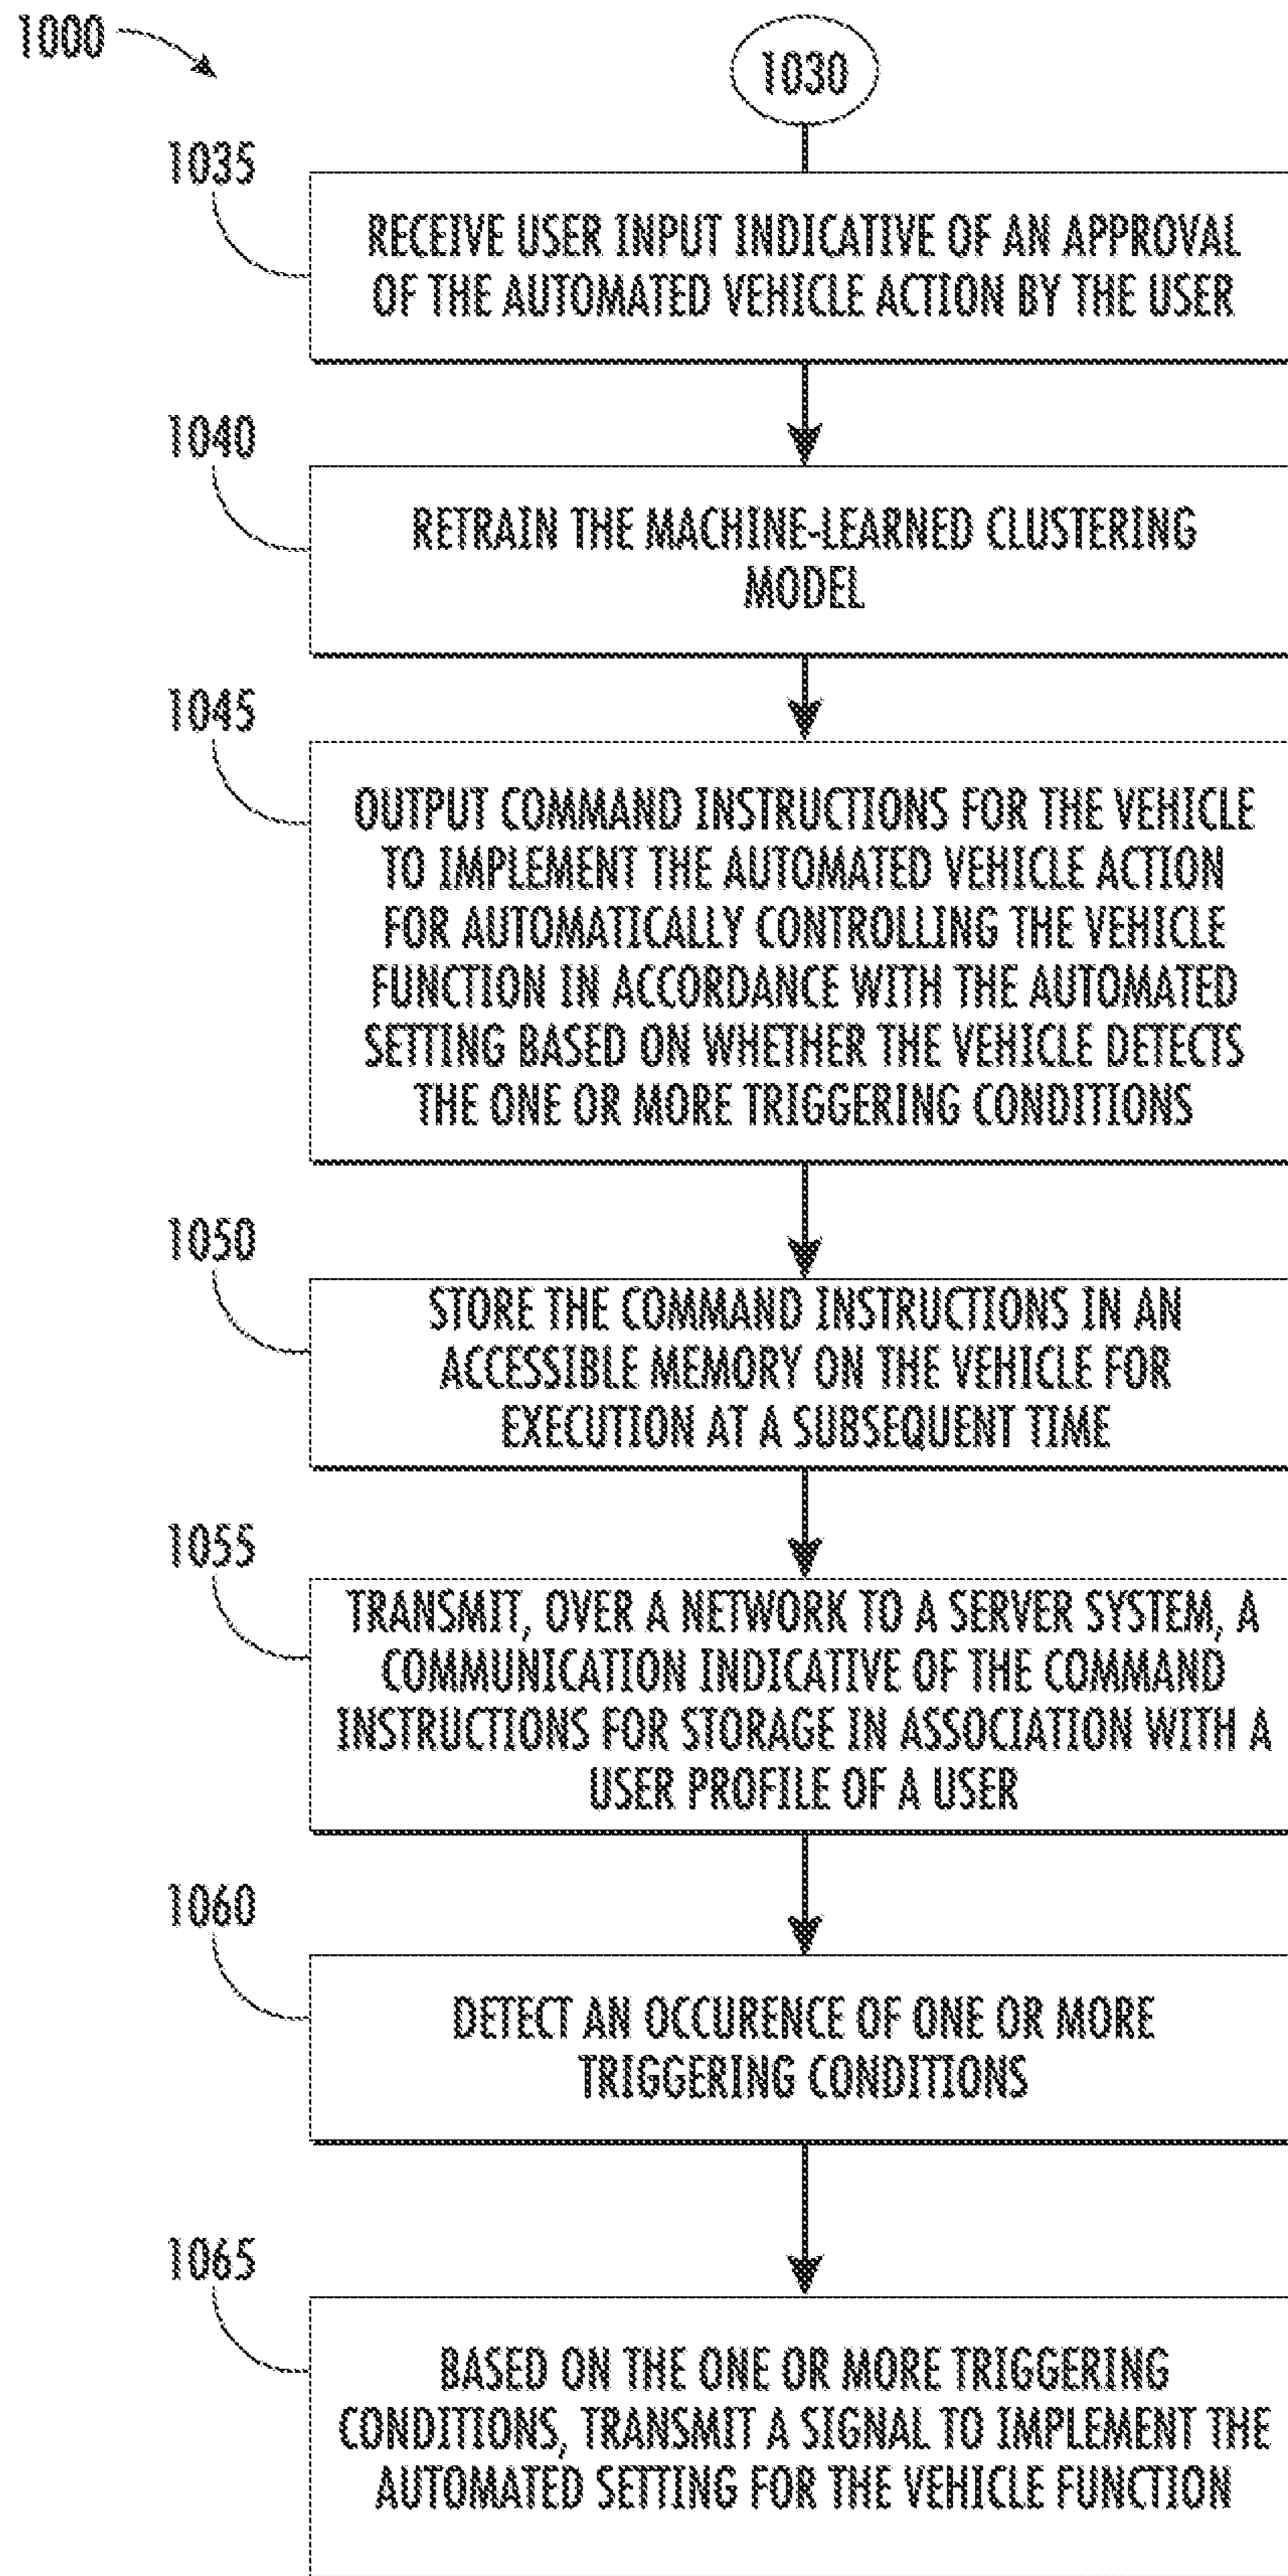 1000
1030
1035
RECEIVE USER INPUT INDICATIVE OF AN APPROVAL
OF THE AUTOMATED VEHICLE ACTION BY THE USER
1040
RETRAIN THE MACHINE-LEARNED CLUSTERING
MODEL
1045
OUTPUT COMMAND INSTRUCTIONS FOR THE VEHICLE
TO IMPLEMENT THE AUTOMATED VEHICLE ACTION
FOR AUTOMATICALLY CONTROLLING THE VEHICLE
FUNCTION IN ACCORDANCE WITH THE AUTOMATED
SETTING BASED ON WHETHER THE VEHICLE DETECTS
THE ONE OR MORE TRIGGERING CONDITIONS
1050
STORE THE COMMAND INSTRUCTIONS IN AN
ACCESSIBLE MEMORY ON THE VEHICLE FOR
EXECUTION AT A SUBSEQUENT TIME
1055
TRANSMIT, OVER A NETWORK TO A SERVER SYSTEM, A
COMMUNICATION INDICATIVE OF THE COMMAND
INSTRUCTIONS FOR STORAGE IN ASSOCIATION WITH A
USER PROFILE OF A USER
1060
DETECT AN OCCURENCE OF ONE OR MORE
TRIGGERING CONDITIONS
1065
BASED ON THE ONE OR MORE TRIGGERING
CONDITIONS, TRANSMIT A SIGNAL TO IMPLEMENT THE
AUTOMATED SETTING FOR THE VEHICLE FUNCTION